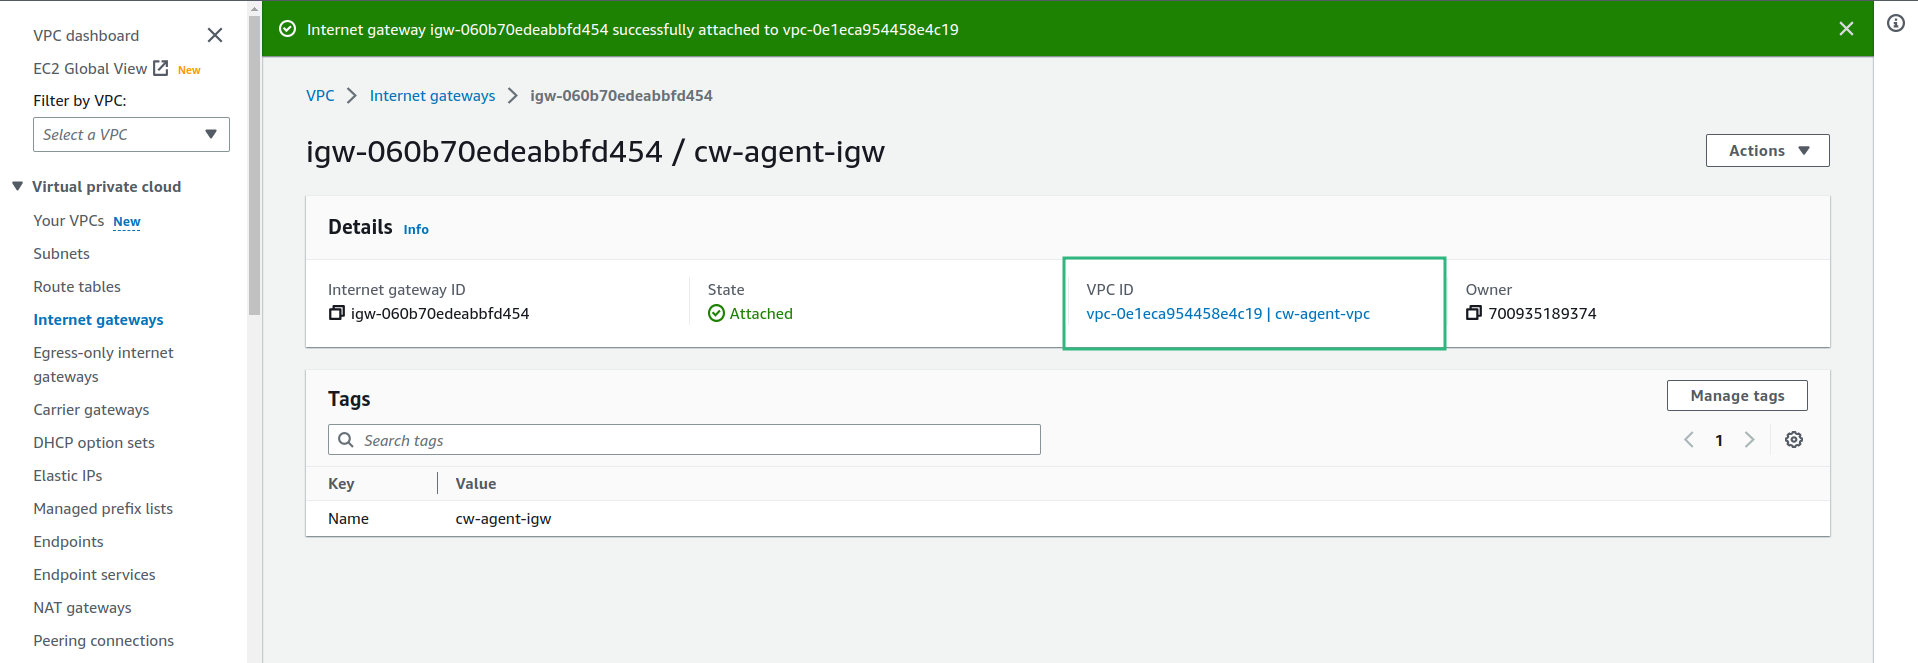 VPC dashboard
EC2 Global View New
Filter by VPC:
Select a VPC
Virtual private cloud
Your VPCs New
Subnets
Route tables
Internet gateways
Egress-only internet
gateways
Carrier gateways
DHCP option sets
Elastic IPs
Managed prefix lists
Endpoints
Endpoint services
NAT gateways
Peering connections
Internet gateway igw-060b70edeabbfd454 successfully attached to vpc-0e1eca954458e4c19
VPC Internet gateways igw-060b70edeabbfd454
igw-060b70edeabbfd454 / cw-agent-igw
Actions
Details Info
Internet gateway ID
igw-060b70edeabbfd454
State
Attached
VPC ID
vpc-0e1eca954458e4c19 | cw-agent-vpc
Owner
700935189374
Tags
Manage tags
Search tags
1
Key Value
Name cw-agent-igw